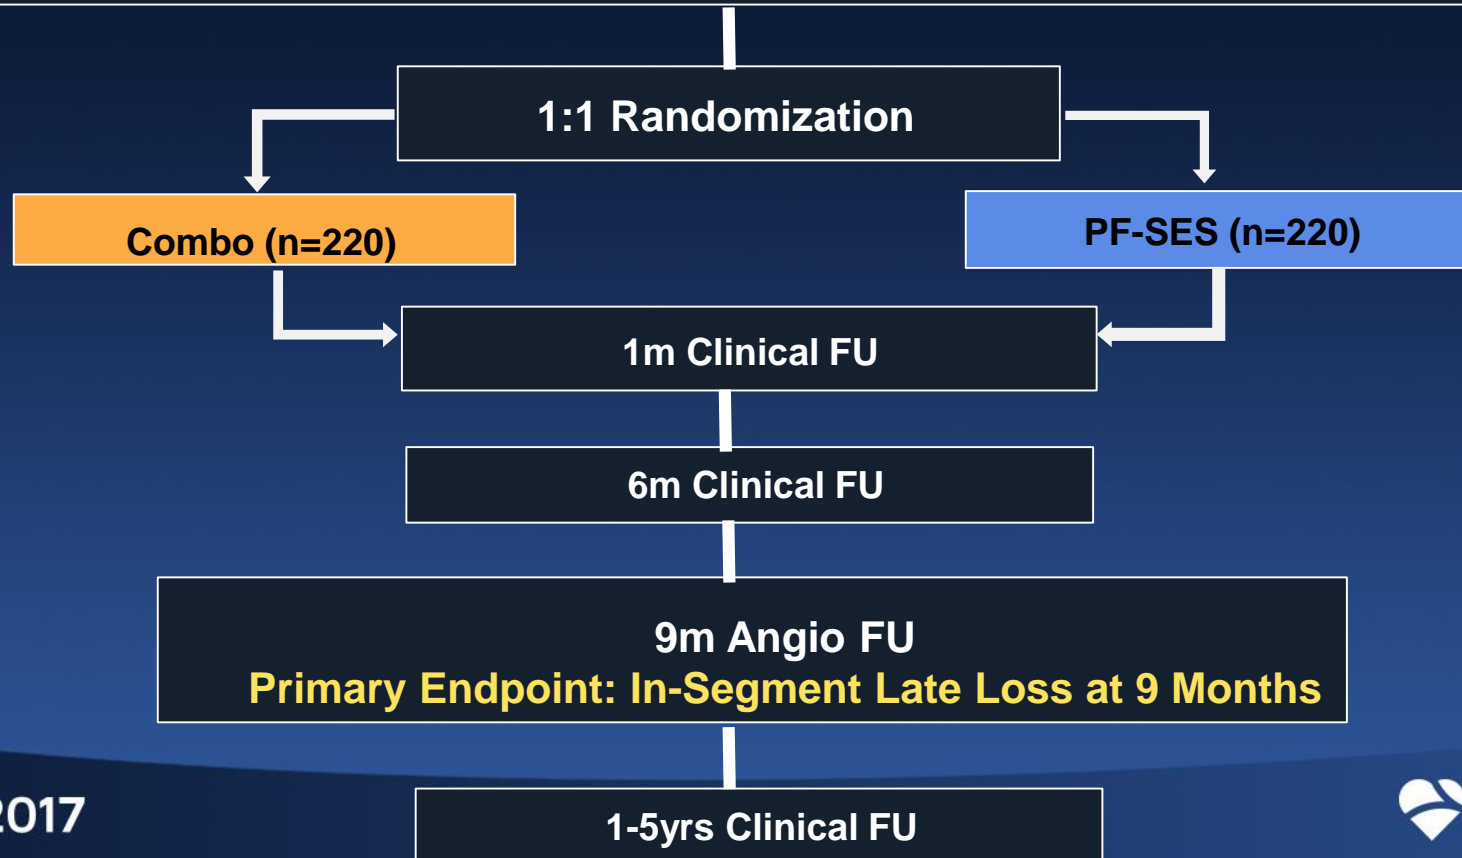 1:1 Randomization
Combo (n=220)
PF-SES (n=220)
1m Clinical FU
6m Clinical FU
9m Angio FU
Primary Endpoint: In-Segment Late Loss at 9 Months
2017
1-5yrs Clinical FU